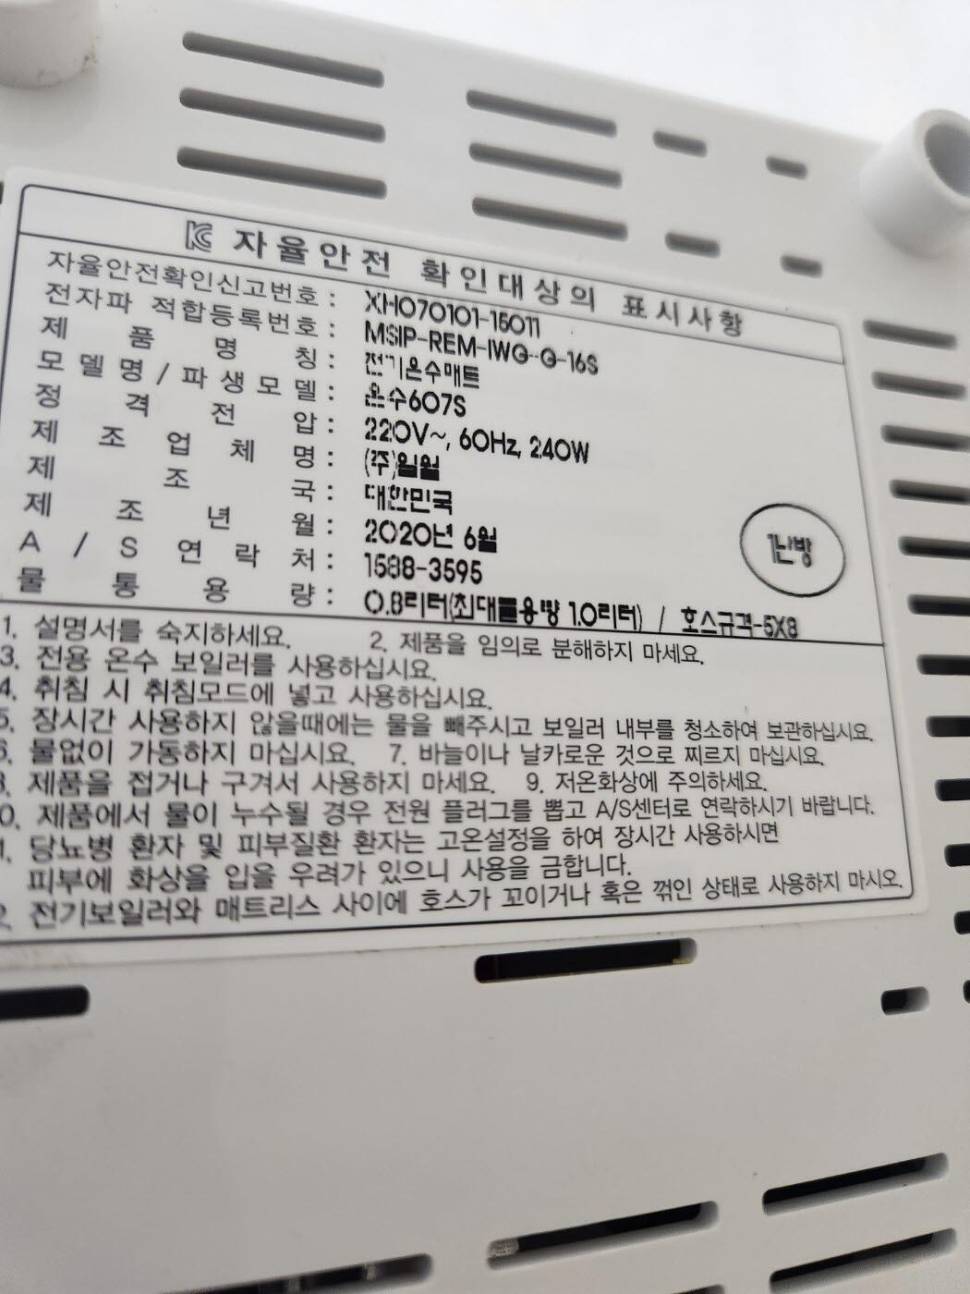 자율안전 확인대상의 표시사항
자율안전확인신고번호 : XH070101-15011
전자파 적합등록번호 : MSIP-REM-IWG-G-16S
제품명칭 : 전기온수매트
모델명/파생모델 : 온수607S
정격전압 : 220V~, 60Hz, 240W
제조업체명 : (주)일월
제조국 : 대한민국
제조년월 : 2020년 6월
A/S연락처 : 1588-3595
물통용량 : 0.8리터(최대물용량 1.0리터) / 호스규격-5X8
1난방
1. 설명서를 숙지하세요. 2. 제품을 임의로 분해하지 마세요.
3. 전용 온수 보일러를 사용하십시요.
4. 취침 시 취침모드에 넣고 사용하십시요.
5. 장시간 사용하지 않을때에는 물을 빼주시고 보일러 내부를 청소하여 보관하십시요.
6. 물없이 가동하지 마십시요. 7. 바늘이나 날카로운 것으로 찌르지 마십시요.
8. 제품을 접거나 구겨서 사용하지 마세요. 9. 저온화상에 주의하세요.
0. 제품에서 물이 누수될 경우 전원 플러그를 뽑고 A/S센터로 연락하시기 바랍니다.
1. 당뇨병 환자 및 피부질환 환자는 고온설정을 하여 장시간 사용하시면
피부에 화상을 입을 우려가 있으니 사용을 금합니다.
2. 전기보일러와 매트리스 사이에 호스가 꼬이거나 혹은 꺾인 상태로 사용하지 마시오.